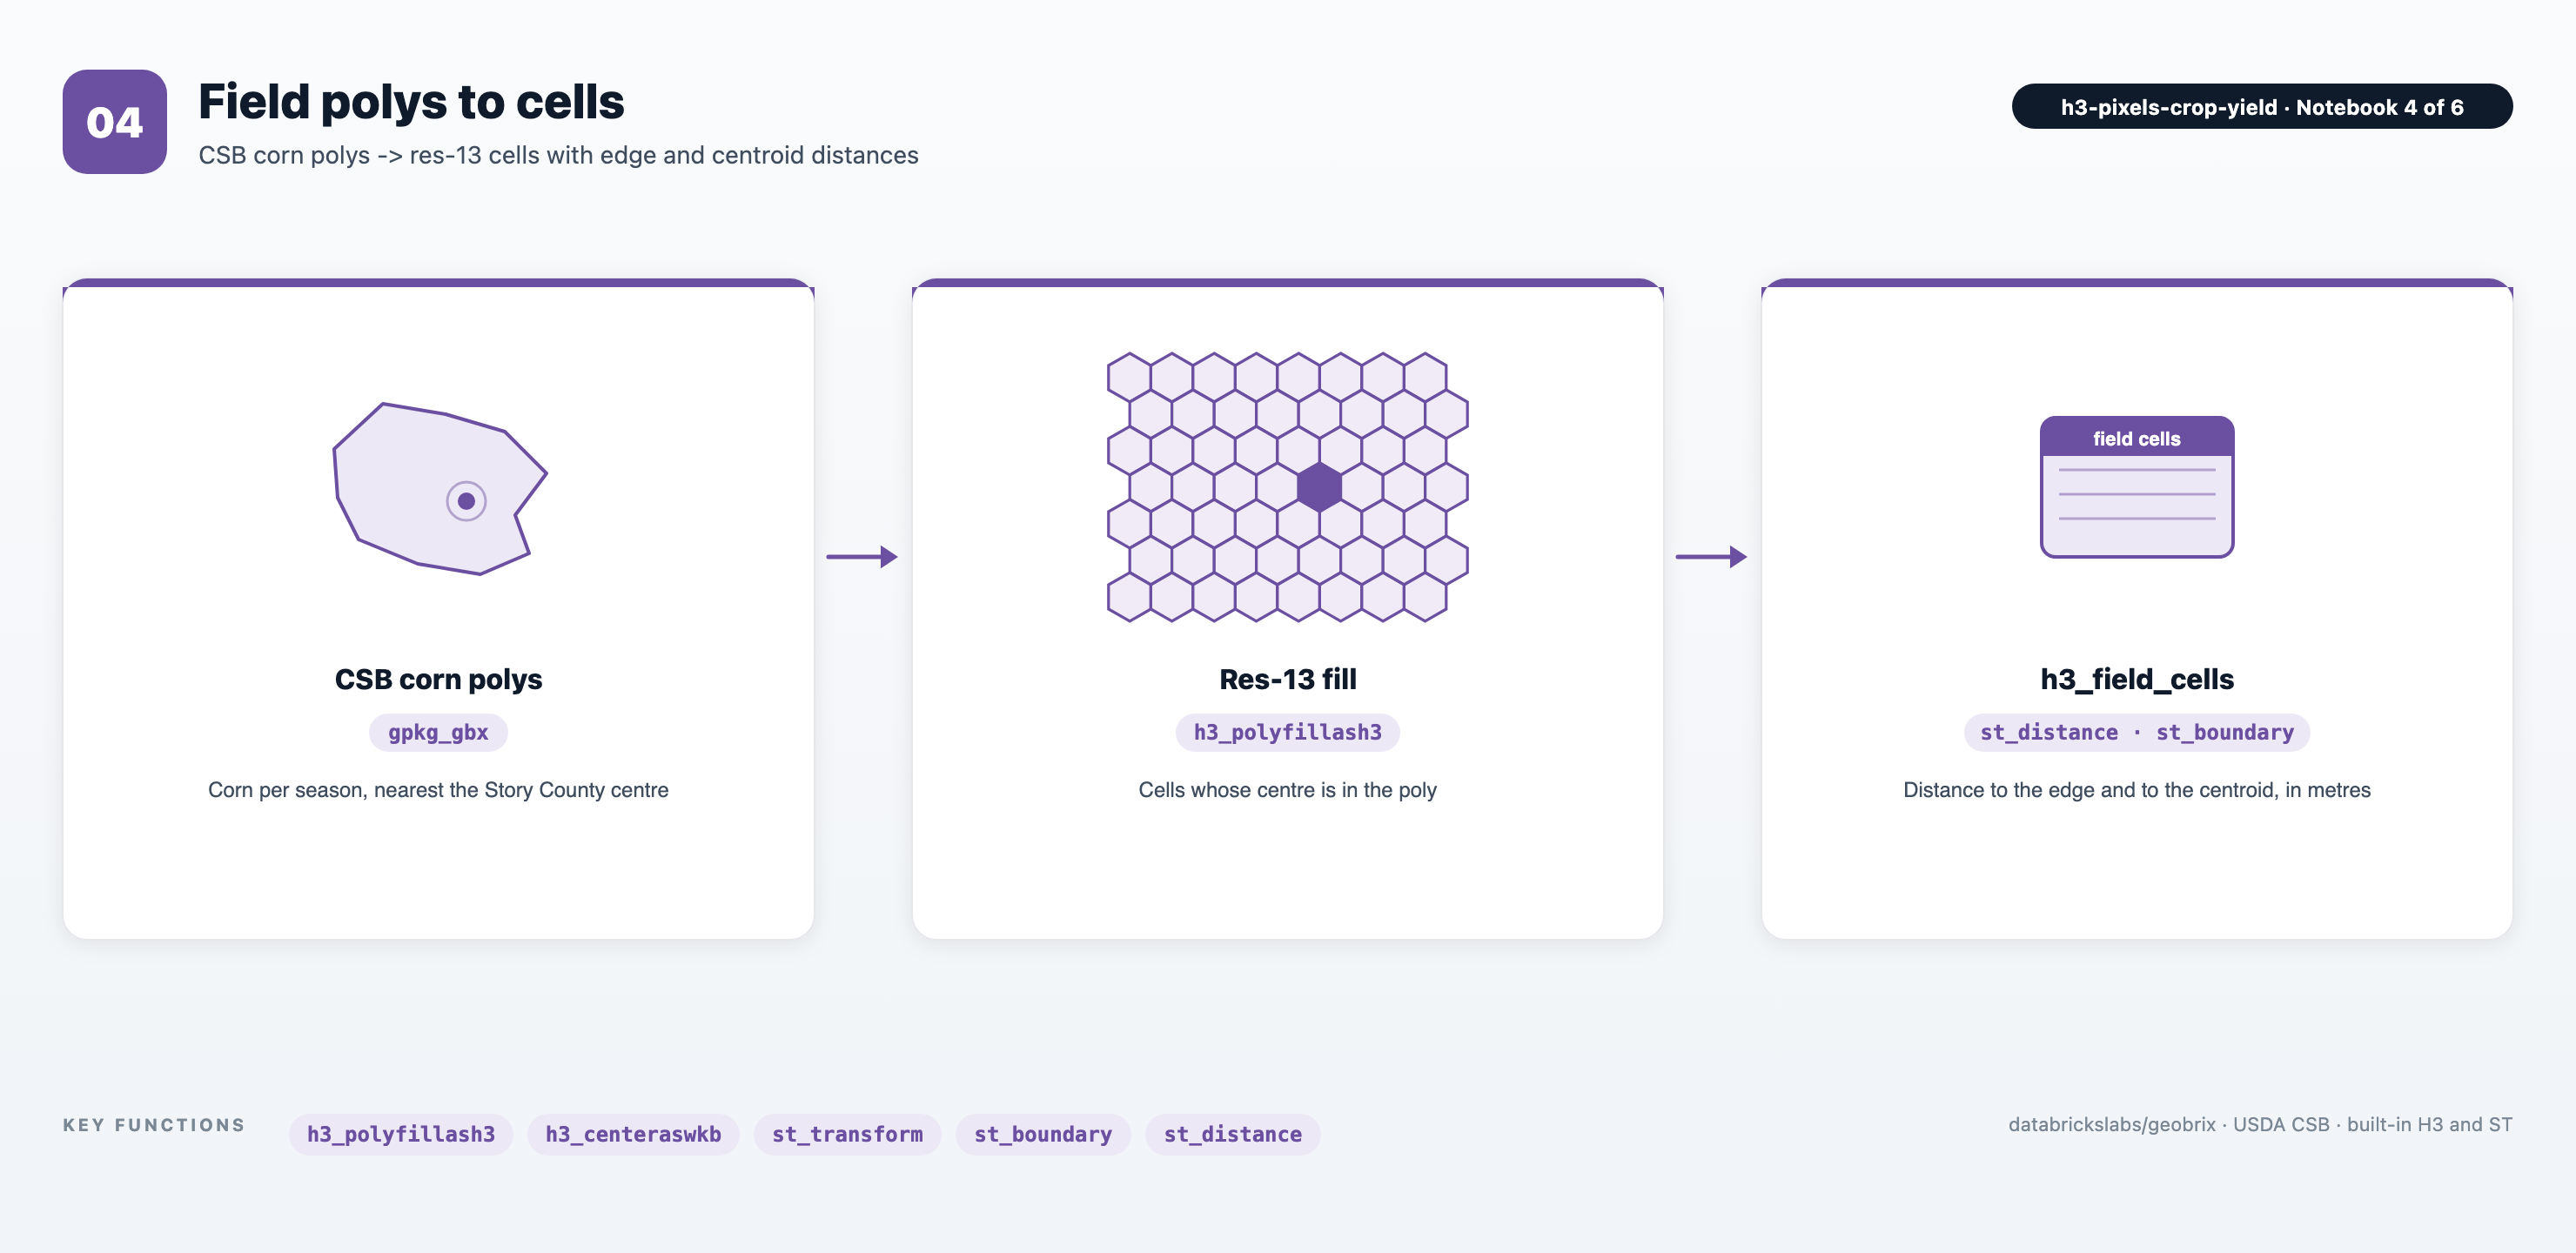 04
Field polys to cells
CSB corn polys -> res-13 cells with edge and centroid distances
h3-pixels-crop-yield · Notebook 4 of 6
CSB corn polys
gpkg_gbx
Corn per season, nearest the Story County centre
Res-13 fill
h3_polyfillash3
Cells whose centre is in the poly
field cells
h3_field_cells
st_distance · st_boundary
Distance to the edge and to the centroid, in metres
KEY FUNCTIONS
h3_polyfillash3
h3_centeraswkb
st_transform
st_boundary
st_distance
databrickslabs/geobrix · USDA CSB · built-in H3 and ST